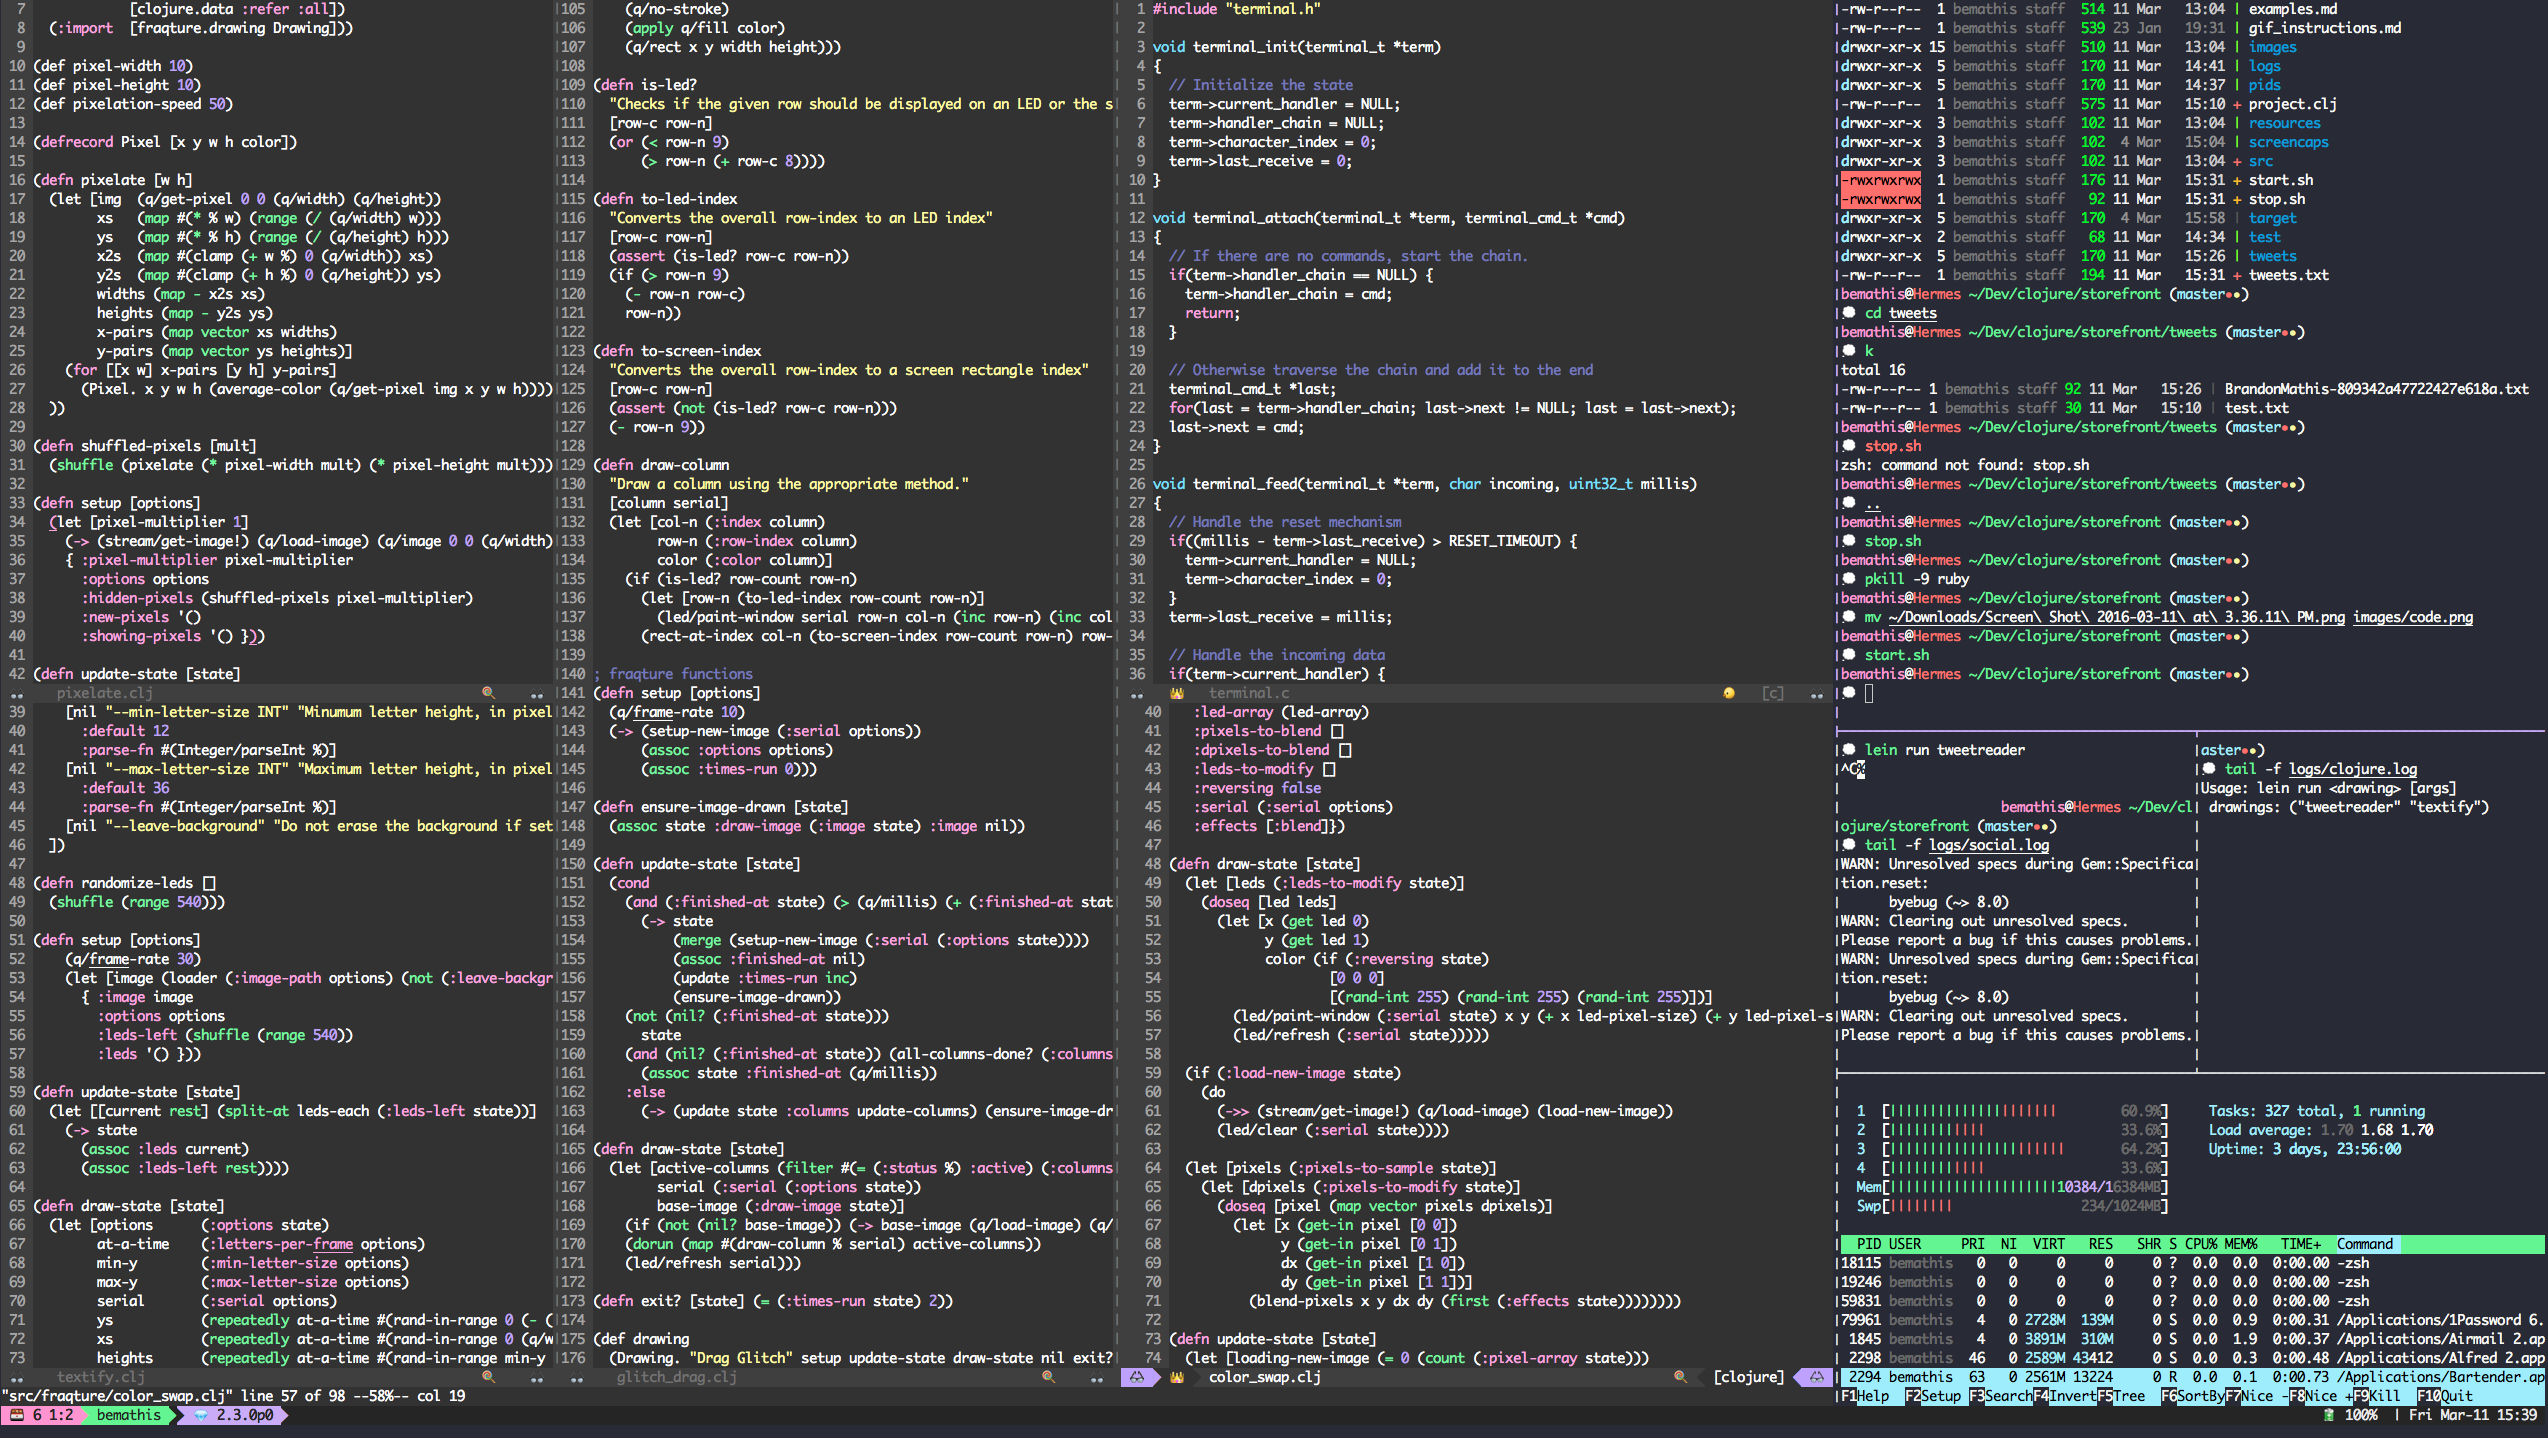 7             [clojure.data :refer :all])
8   (:import  [fraqture.drawing Drawing]))
9
10 (def pixel-width 10)
11 (def pixel-height 10)
12 (def pixelation-speed 50)
13
14 (defrecord Pixel [x y w h color])
15
16 (defn pixelate [w h]
17   (let [img  (q/get-pixel 0 0 (q/width) (q/height))
18         xs   (map #(* % w) (range (/ (q/width) w)))
19         ys   (map #(* % h) (range (/ (q/height) h)))
20         x2s  (map #(clamp (+ w %) 0 (q/width)) xs)
21         y2s  (map #(clamp (+ h %) 0 (q/height)) ys)
22         widths (map - x2s xs)
23         heights (map - y2s ys)
24         x-pairs (map vector xs widths)
25         y-pairs (map vector ys heights)]
26     (for [[x w] x-pairs [y h] y-pairs]
27       (Pixel. x y w h (average-color (q/get-pixel img x y w h))))
28   ))
29
30 (defn shuffled-pixels [mult]
31   (shuffle (pixelate (* pixel-width mult) (* pixel-height mult)))
32
33 (defn setup [options]
34   (let [pixel-multiplier 1]
35     (-> (stream/get-image!) (q/load-image) (q/image 0 0 (q/width)
36     { :pixel-multiplier pixel-multiplier
37       :options options
38       :hidden-pixels (shuffled-pixels pixel-multiplier)
39       :new-pixels '()
40       :showing-pixels '() }))
41
42 (defn update-state [state]
pixelate.clj
39     [nil "--min-letter-size INT" "Minumum letter height, in pixel
40       :default 12
41       :parse-fn #(Integer/parseInt %)]
42     [nil "--max-letter-size INT" "Maximum letter height, in pixel
43       :default 36
44       :parse-fn #(Integer/parseInt %)]
45     [nil "--leave-background" "Do not erase the background if set
46   ])
47
48 (defn randomize-leds []
49   (shuffle (range 540)))
50
51 (defn setup [options]
52     (q/frame-rate 30)
53     (let [image (loader (:image-path options) (not (:leave-backgr
54       { :image image
55         :options options
56         :leds-left (shuffle (range 540))
57         :leds '() }))
58
59 (defn update-state [state]
60   (let [[current rest] (split-at leds-each (:leds-left state))]
61     (-> state
62       (assoc :leds current)
63       (assoc :leds-left rest))))
64
65 (defn draw-state [state]
66   (let [options      (:options state)
67         at-a-time    (:letters-per-frame options)
68         min-y        (:min-letter-size options)
69         max-y        (:max-letter-size options)
70         serial       (:serial options)
71         ys           (repeatedly at-a-time #(rand-in-range 0 (- (
72         xs           (repeatedly at-a-time #(rand-in-range 0 (q/w
73         heights      (repeatedly at-a-time #(rand-in-range min-y
textify.clj
105     (q/no-stroke)
106     (apply q/fill color)
107     (q/rect x y width height)))
108
109 (defn is-led?
110   "Checks if the given row should be displayed on an LED or the s
111   [row-c row-n]
112   (or (< row-n 9)
113       (> row-n (+ row-c 8))))
114
115 (defn to-led-index
116   "Converts the overall row-index to an LED index"
117   [row-c row-n]
118   (assert (is-led? row-c row-n))
119   (if (> row-n 9)
120     (- row-n row-c)
121     row-n))
122
123 (defn to-screen-index
124   "Converts the overall row-index to a screen rectangle index"
125   [row-c row-n]
126   (assert (not (is-led? row-c row-n)))
127   (- row-n 9))
128
129 (defn draw-column
130   "Draw a column using the appropriate method."
131   [column serial]
132   (let [col-n (:index column)
133         row-n (:row-index column)
134         color (:color column)]
135     (if (is-led? row-count row-n)
136       (let [row-n (to-led-index row-count row-n)]
137         (led/paint-window serial row-n col-n (inc row-n) (inc col
138       (rect-at-index col-n (to-screen-index row-count row-n) row-
139
140 ; fraqture functions
141 (defn setup [options]
142   (q/frame-rate 10)
143   (-> (setup-new-image (:serial options))
144       (assoc :options options)
145       (assoc :times-run 0)))
146
147 (defn ensure-image-drawn [state]
148   (assoc state :draw-image (:image state) :image nil))
149
150 (defn update-state [state]
151   (cond
152     (and (:finished-at state) (> (q/millis) (+ (:finished-at stat
153       (-> state
154           (merge (setup-new-image (:serial (:options state))))
155           (assoc :finished-at nil)
156           (update :times-run inc)
157           (ensure-image-drawn))
158     (not (nil? (:finished-at state)))
159       state
160     (and (nil? (:finished-at state)) (all-columns-done? (:columns
161       (assoc state :finished-at (q/millis))
162     :else
163       (-> (update state :columns update-columns) (ensure-image-dr
164
165 (defn draw-state [state]
166   (let [active-columns (filter #(= (:status %) :active) (:columns
167         serial (:serial (:options state))
168         base-image (:draw-image state)]
169     (if (not (nil? base-image)) (-> base-image (q/load-image) (q/
170     (dorun (map #(draw-column % serial) active-columns))
171     (led/refresh serial)))
172
173 (defn exit? [state] (= (:times-run state) 2))
174
175 (def drawing
176   (Drawing. "Drag Glitch" setup update-state draw-state nil exit?
glitch_drag.clj
1 #include "terminal.h"
2
3 void terminal_init(terminal_t *term)
4 {
5   // Initialize the state
6   term->current_handler = NULL;
7   term->handler_chain = NULL;
8   term->character_index = 0;
9   term->last_receive = 0;
10 }
11
12 void terminal_attach(terminal_t *term, terminal_cmd_t *cmd)
13 {
14   // If there are no commands, start the chain.
15   if(term->handler_chain == NULL) {
16     term->handler_chain = cmd;
17     return;
18   }
19
20   // Otherwise traverse the chain and add it to the end
21   terminal_cmd_t *last;
22   for(last = term->handler_chain; last->next != NULL; last = last->next);
23   last->next = cmd;
24 }
25
26 void terminal_feed(terminal_t *term, char incoming, uint32_t millis)
27 {
28   // Handle the reset mechanism
29   if((millis - term->last_receive) > RESET_TIMEOUT) {
30     term->current_handler = NULL;
31     term->character_index = 0;
32   }
33   term->last_receive = millis;
34
35   // Handle the incoming data
36   if(term->current_handler) {
terminal.c [c]
40   :led-array (led-array)
41   :pixels-to-blend []
42   :dpixels-to-blend []
43   :leds-to-modify []
44   :reversing false
45   :serial (:serial options)
46   :effects [:blend]})
47
48 (defn draw-state [state]
49   (let [leds (:leds-to-modify state)]
50     (doseq [led leds]
51       (let [x (get led 0)
52             y (get led 1)
53             color (if (:reversing state)
54                     [0 0 0]
55                     [(rand-int 255) (rand-int 255) (rand-int 255)])]
56         (led/paint-window (:serial state) x y (+ x led-pixel-size) (+ y led-pixel-s
57         (led/refresh (:serial state)))))
58
59   (if (:load-new-image state)
60     (do
61       (->> (stream/get-image!) (q/load-image) (load-new-image))
62       (led/clear (:serial state))))
63
64   (let [pixels (:pixels-to-sample state)]
65     (let [dpixels (:pixels-to-modify state)]
66       (doseq [pixel (map vector pixels dpixels)]
67         (let [x (get-in pixel [0 0])
68               y (get-in pixel [0 1])
69               dx (get-in pixel [1 0])
70               dy (get-in pixel [1 1])]
71           (blend-pixels x y dx dy (first (:effects state))))))))
72
73 (defn update-state [state]
74   (let [loading-new-image (= 0 (count (:pixel-array state)))
color_swap.clj [clojure]
-rw-r--r--  1 bemathis staff  514 11 Mar   13:04 | examples.md
-rw-r--r--  1 bemathis staff  539 23 Jan   19:31 | gif_instructions.md
drwxr-xr-x 15 bemathis staff  510 11 Mar   13:04 | images
drwxr-xr-x  5 bemathis staff  170 11 Mar   14:41 | logs
drwxr-xr-x  5 bemathis staff  170 11 Mar   14:37 | pids
-rw-r--r--  1 bemathis staff  575 11 Mar   15:10 + project.clj
drwxr-xr-x  3 bemathis staff  102 11 Mar   13:04 | resources
drwxr-xr-x  3 bemathis staff  102  4 Mar   15:04 | screencaps
drwxr-xr-x  3 bemathis staff  102 11 Mar   13:04 + src
-rwxrwxrwx  1 bemathis staff  176 11 Mar   15:31 + start.sh
-rwxrwxrwx  1 bemathis staff   92 11 Mar   15:31 + stop.sh
drwxr-xr-x  5 bemathis staff  170  4 Mar   15:58 | target
drwxr-xr-x  2 bemathis staff   68 11 Mar   14:34 | test
drwxr-xr-x  5 bemathis staff  170 11 Mar   15:26 | tweets
-rw-r--r--  1 bemathis staff  194 11 Mar   15:31 + tweets.txt
bemathis@Hermes ~/Dev/clojure/storefront (master●●)
cd tweets
bemathis@Hermes ~/Dev/clojure/storefront/tweets (master●●)
k
total 16
-rw-r--r-- 1 bemathis staff 92 11 Mar   15:26 | BrandonMathis-809342a47722427e618a.txt
-rw-r--r-- 1 bemathis staff 30 11 Mar   15:10 | test.txt
bemathis@Hermes ~/Dev/clojure/storefront/tweets (master●●)
stop.sh
zsh: command not found: stop.sh
bemathis@Hermes ~/Dev/clojure/storefront/tweets (master●●)
..
bemathis@Hermes ~/Dev/clojure/storefront (master●●)
stop.sh
bemathis@Hermes ~/Dev/clojure/storefront (master●●)
pkill -9 ruby
bemathis@Hermes ~/Dev/clojure/storefront (master●●)
mv ~/Downloads/Screen\ Shot\ 2016-03-11\ at\ 3.36.11\ PM.png images/code.png
bemathis@Hermes ~/Dev/clojure/storefront (master●●)
start.sh
bemathis@Hermes ~/Dev/clojure/storefront (master●●)
lein run tweetreader
^C%
bemathis@Hermes ~/Dev/cl
ojure/storefront (master●●)
tail -f logs/social.log
WARN: Unresolved specs during Gem::Specifica
tion.reset:
      byebug (~> 8.0)
WARN: Clearing out unresolved specs.
Please report a bug if this causes problems.
WARN: Unresolved specs during Gem::Specifica
tion.reset:
      byebug (~> 8.0)
WARN: Clearing out unresolved specs.
Please report a bug if this causes problems.
aster●●)
tail -f logs/clojure.log
Usage: lein run <drawing> [args]
 drawings: ("tweetreader" "textify")
1  [||||||||||||||||||||| 60.9%]
2  [|||||||||||| 33.6%]
3  [|||||||||||||||||||||| 64.2%]
4  [|||||||||||| 33.6%]
Mem[|||||||||||||||||||||10384/16384MB]
Swp[|||||||| 234/1024MB]
Tasks: 327 total, 1 running
Load average: 1.70 1.68 1.70
Uptime: 3 days, 23:56:00
PID USER PRI NI VIRT RES SHR S CPU% MEM% TIME+ Command
18115 bemathis 0 0 0 0 0 ? 0.0 0.0 0:00.00 -zsh
19246 bemathis 0 0 0 0 0 ? 0.0 0.0 0:00.00 -zsh
59831 bemathis 0 0 0 0 0 ? 0.0 0.0 0:00.00 -zsh
79961 bemathis 4 0 2728M 139M 0 S 0.0 0.9 0:00.31 /Applications/1Password 6.
1845 bemathis 4 0 3891M 310M 0 S 0.0 1.9 0:00.37 /Applications/Airmail 2.ap
2298 bemathis 46 0 2589M 43412 0 S 0.0 0.3 0:00.48 /Applications/Alfred 2.app
2294 bemathis 63 0 2561M 13224 0 R 0.0 0.1 0:00.73 /Applications/Bartender.ap
F1Help F2Setup F3SearchF4InvertF5Tree F6SortByF7Nice -F8Nice +F9Kill F10Quit
"src/fraqture/color_swap.clj" line 57 of 98 --58%-- col 19
6 1:2 bemathis 2.3.0p0
100% | Fri Mar-11 15:39